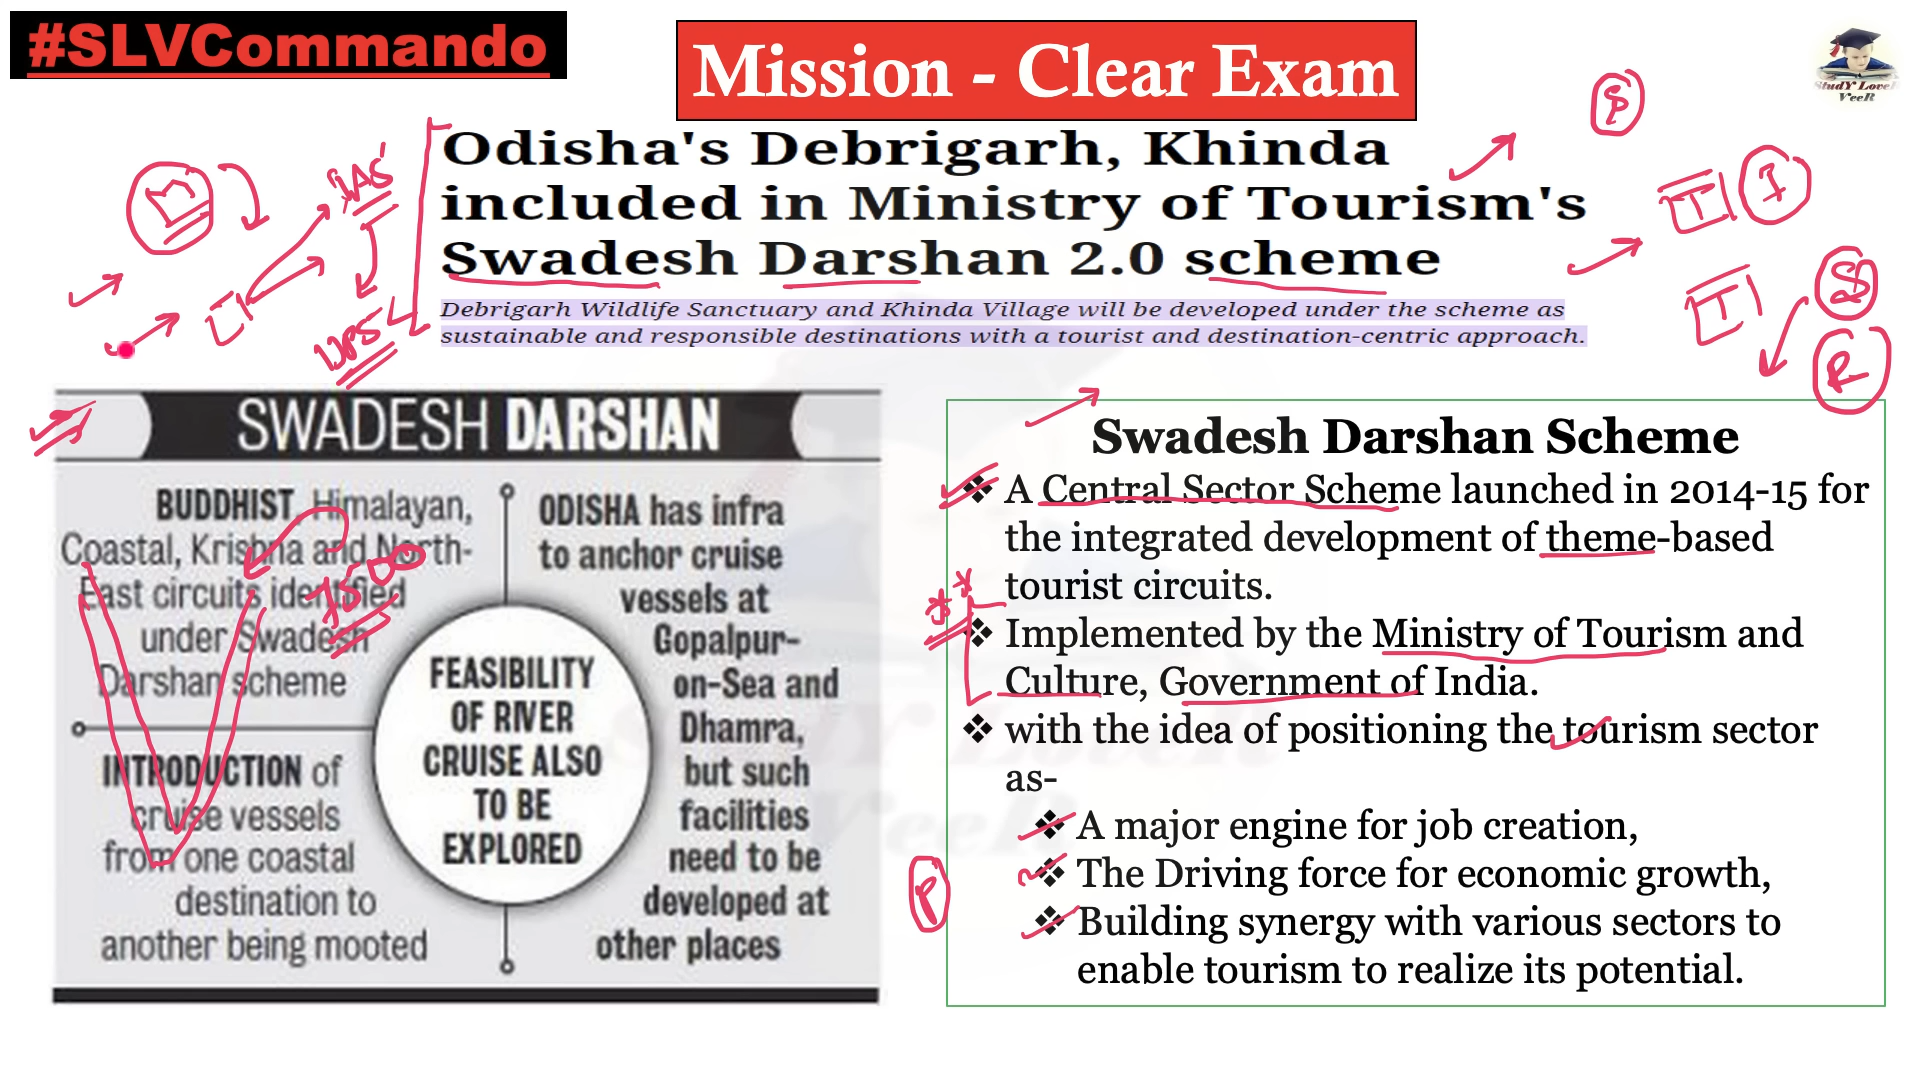 #SLVCommando
Mission - Clear Exam
StudY LoveR
VeeR
Odisha's Debrigarh, Khinda
included in Ministry of Tourism's
Swadesh Darshan 2.0 scheme
Debrigarh Wildlife Sanctuary and Khinda Village will be developed under the scheme as
sustainable and responsible destinations with a tourist and destination-centric approach.
IAS
T
I
T
S
R
SWADESH DARSHAN
BUDDHIST, Himalayan,
Coastal, Krishna and North-
East circuits identified
under Swadesh
Darshan scheme
7500
INTRODUCTION of
cruise vessels
from one coastal
destination to
another being mooted
FEASIBILITY
OF RIVER
CRUISE ALSO
TO BE
EXPLORED
ODISHA has infra
to anchor cruise
vessels at
Gopalpur-
on-Sea and
Dhamra,
but such
facilities
need to be
developed at
other places
Swadesh Darshan Scheme
❖ A Central Sector Scheme launched in 2014-15 for
the integrated development of theme-based
tourist circuits.
❖ Implemented by the Ministry of Tourism and
Culture, Government of India.
❖ with the idea of positioning the tourism sector
as-
❖ A major engine for job creation,
❖ The Driving force for economic growth,
❖ Building synergy with various sectors to
enable tourism to realize its potential.
P